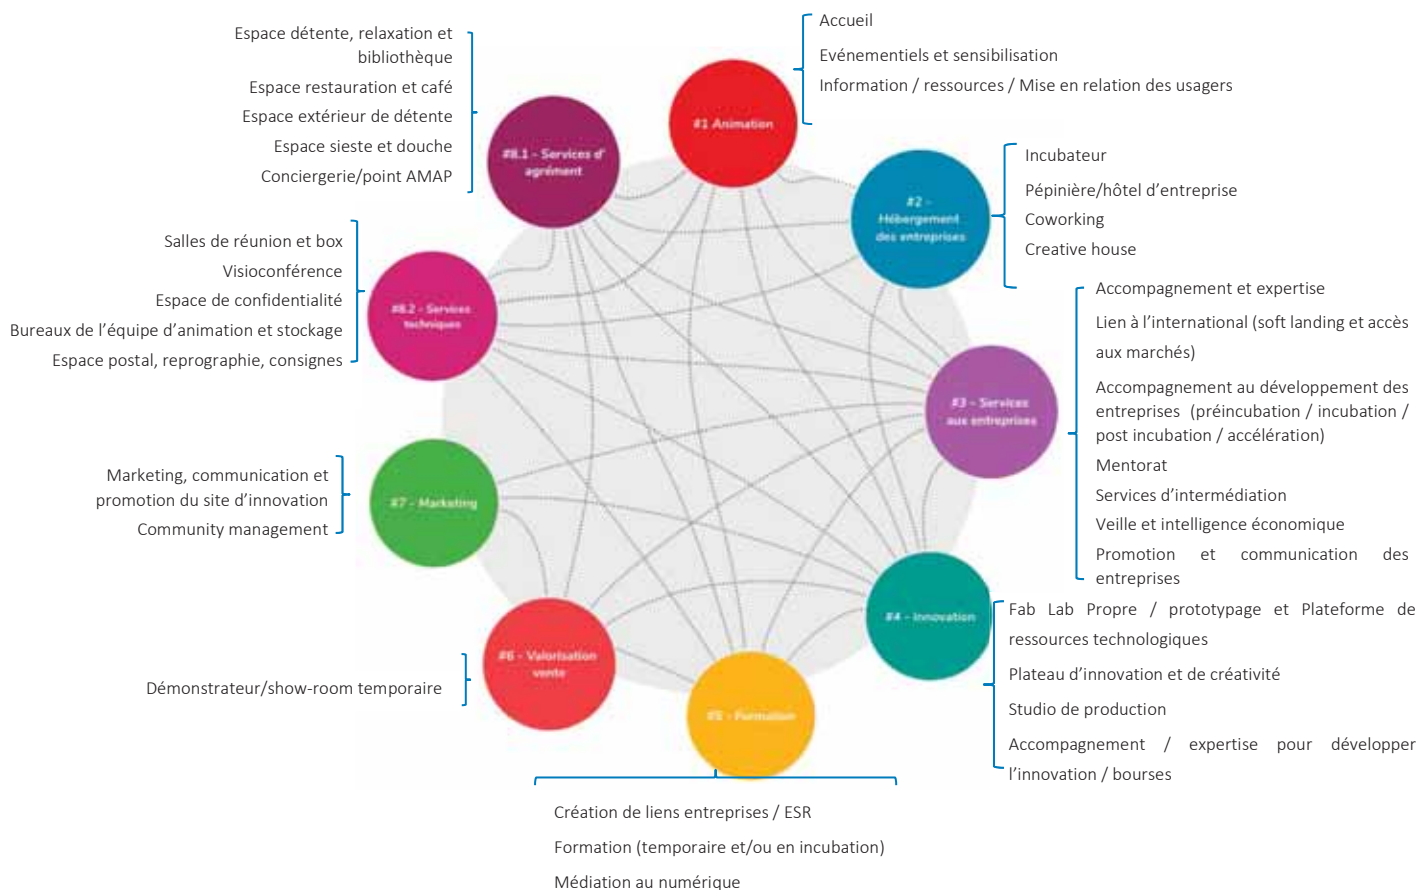 Accueil
Evénementiels et sensibilisation
Information / ressources / Mise en relation des usagers
#1 Animation
Espace détente, relaxation et
bibliothèque
Espace restauration et café
Espace extérieur de détente
Espace sieste et douche
Conciergerie/point AMAP
#8.1 - Services d'
agrément
#2 -
Hébergement
des entreprises
Incubateur
Pépinière/hôtel d’entreprise
Coworking
Creative house
Salles de réunion et box
Visioconférence
Espace de confidentialité
Bureaux de l’équipe d’animation et stockage
Espace postal, reprographie, consignes
#8.2 - Services
techniques
#3 - Services
aux entreprises
Accompagnement et expertise
Lien à l’international (soft landing et accès
aux marchés)
Accompagnement au développement des
entreprises (préincubation / incubation /
post incubation / accélération)
Mentorat
Services d’intermédiation
Veille et intelligence économique
Promotion et communication des
entreprises
Marketing, communication et
promotion du site d’innovation
Community management
#7 - Marketing
#4 - Innovation
Fab Lab Propre / prototypage et Plateforme de
ressources technologiques
Plateau d’innovation et de créativité
Studio de production
Accompagnement / expertise pour développer
l’innovation / bourses
Démonstrateur/show-room temporaire
#6 - Valorisation
vente
#5 - Formation
Création de liens entreprises / ESR
Formation (temporaire et/ou en incubation)
Médiation au numérique